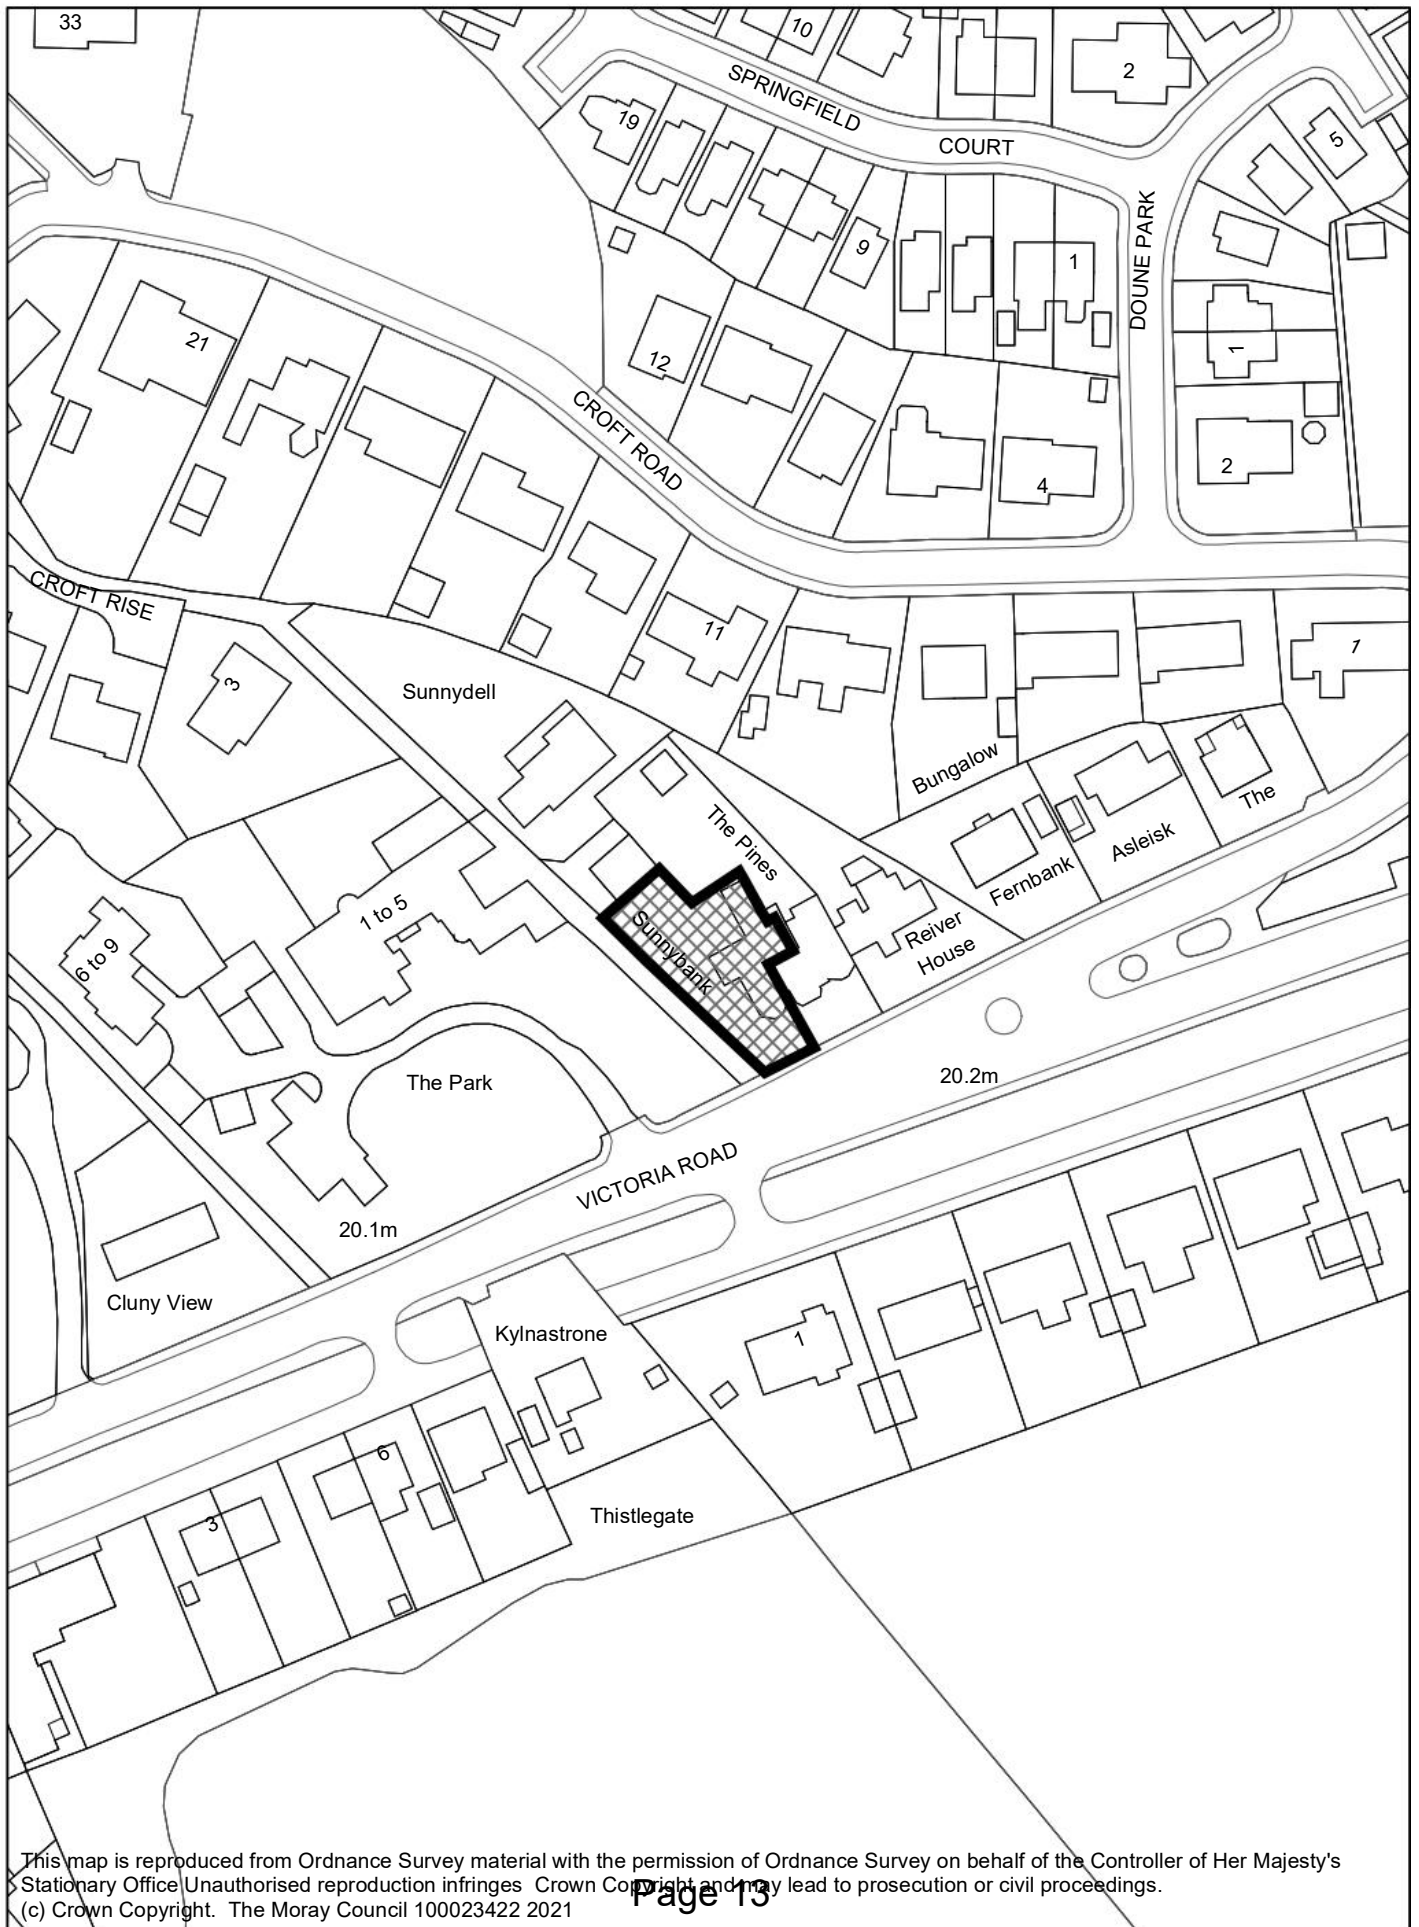 33
10
2
SPRINGFIELD
COURT
19
5
9
1
DOUNE PARK
21
12
1
CROFT ROAD
2
4
CROFT RISE
11
1
3
Sunnydell
Bungalow
The Pines
The
Asleisk
Fernbank
1 to 5
6 to 9
Sunnybank
Reiver
House
The Park
20.2m
VICTORIA ROAD
20.1m
Cluny View
Kylnastrone
1
6
3
Thistlegate
This map is reproduced from Ordnance Survey material with the permission of Ordnance Survey on behalf of the Controller of Her Majesty's
Stationary Office Unauthorised reproduction infringes Crown Copyright and may lead to prosecution or civil proceedings.
Page 13
(c) Crown Copyright. The Moray Council 100023422 2021